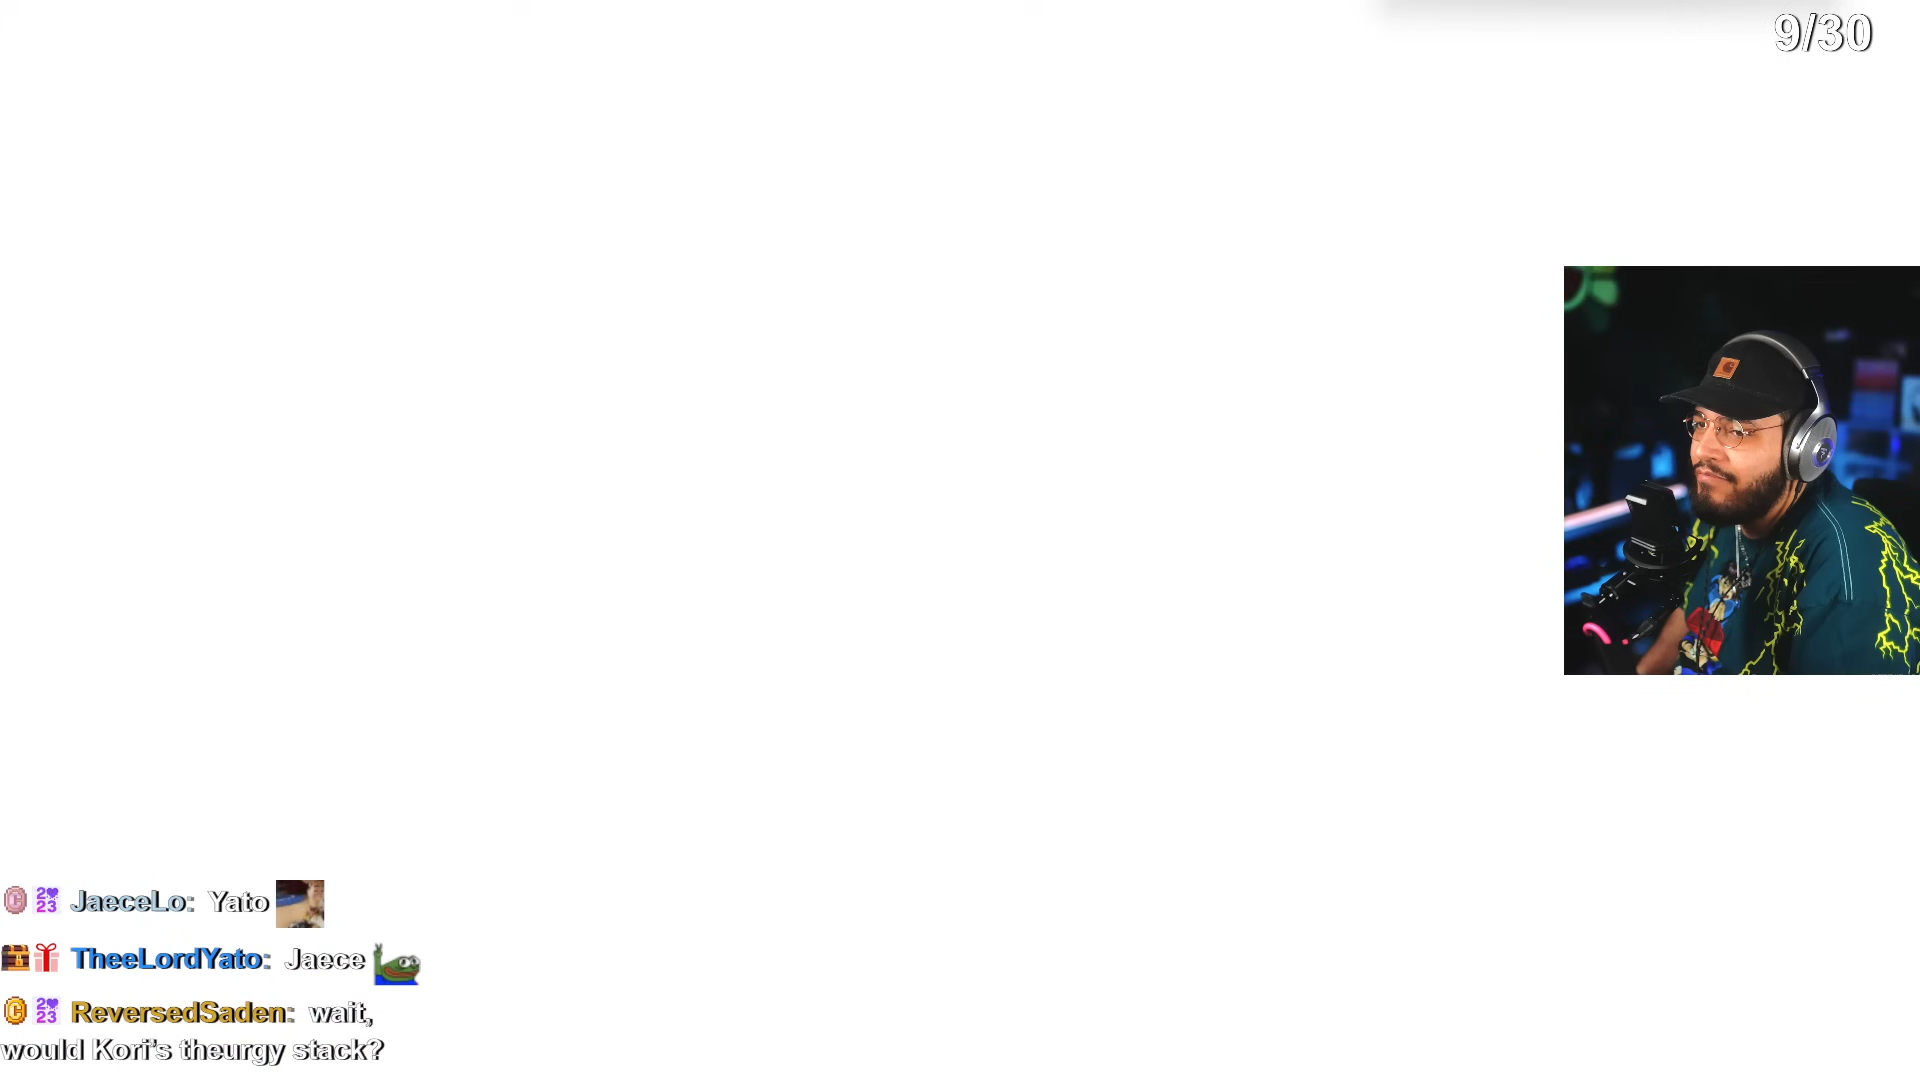 9/30
JaeceLo: Yato
TheeLordYato: Jaece
ReversedSaden: wait,
would Kori's theurgy stack?